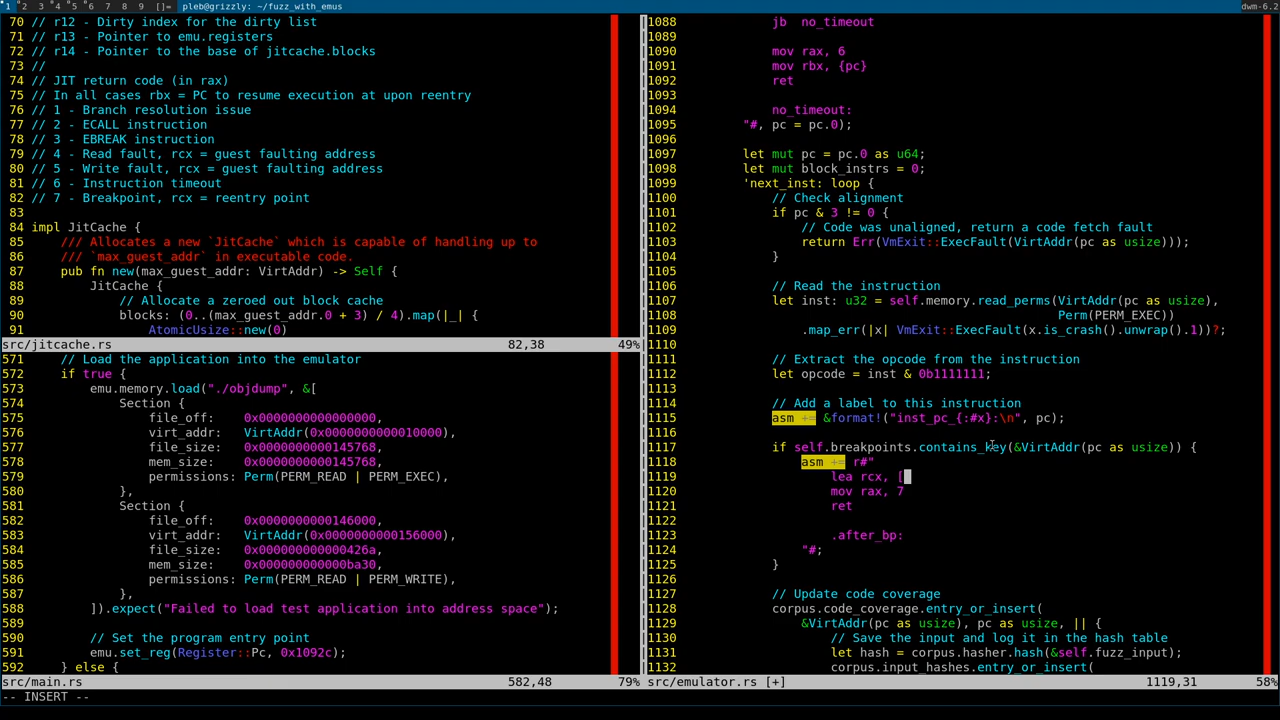 1 2 3 4 5 6 7 8 9 []= pleb@grizzly: ~/fuzz_with_emus dwm-6.2
70 // r12 - Dirty index for the dirty list
71 // r13 - Pointer to emu.registers
72 // r14 - Pointer to the base of jitcache.blocks
73 //
74 // JIT return code (in rax)
75 // In all cases rbx = PC to resume execution at upon reentry
76 // 1 - Branch resolution issue
77 // 2 - ECALL instruction
78 // 3 - EBREAK instruction
79 // 4 - Read fault, rcx = guest faulting address
80 // 5 - Write fault, rcx = guest faulting address
81 // 6 - Instruction timeout
82 // 7 - Breakpoint, rcx = reentry point
83
84 impl JitCache {
85     /// Allocates a new `JitCache` which is capable of handling up to
86     /// `max_guest_addr` in executable code.
87     pub fn new(max_guest_addr: VirtAddr) -> Self {
88         JitCache {
89             // Allocate a zeroed out block cache
90             blocks: (0..(max_guest_addr.0 + 3) / 4).map(|_| {
91                 AtomicUsize::new(0)
src/jitcache.rs 82,38 49%
571     // Load the application into the emulator
572     if true {
573         emu.memory.load("./objdump", &[
574             Section {
575                 file_off:    0x0000000000000000,
576                 virt_addr:   VirtAddr(0x0000000000010000),
577                 file_size:   0x0000000000145768,
578                 mem_size:    0x0000000000145768,
579                 permissions: Perm(PERM_READ | PERM_EXEC),
580             },
581             Section {
582                 file_off:    0x0000000000146000,
583                 virt_addr:   VirtAddr(0x0000000000156000),
584                 file_size:   0x000000000000426a,
585                 mem_size:    0x000000000000ba30,
586                 permissions: Perm(PERM_READ | PERM_WRITE),
587             },
588         ]).expect("Failed to load test application into address space");
589
590         // Set the program entry point
591         emu.set_reg(Register::Pc, 0x1092c);
592     } else {
src/main.rs 582,48 79%
-- INSERT --
1088             jb  no_timeout
1089
1090             mov rax, 6
1091             mov rbx, {pc}
1092             ret
1093
1094             no_timeout:
1095         "#, pc = pc.0);
1096
1097         let mut pc = pc.0 as u64;
1098         let mut block_instrs = 0;
1099         'next_inst: loop {
1100             // Check alignment
1101             if pc & 3 != 0 {
1102                 // Code was unaligned, return a code fetch fault
1103                 return Err(VmExit::ExecFault(VirtAddr(pc as usize)));
1104             }
1105
1106             // Read the instruction
1107             let inst: u32 = self.memory.read_perms(VirtAddr(pc as usize),
1108                                                    Perm(PERM_EXEC))
1109                 .map_err(|x| VmExit::ExecFault(x.is_crash().unwrap().1))?;
1110
1111             // Extract the opcode from the instruction
1112             let opcode = inst & 0b1111111;
1113
1114             // Add a label to this instruction
1115             asm += &format!("inst_pc_{:#x}:\n", pc);
1116
1117             if self.breakpoints.contains_key(&VirtAddr(pc as usize)) {
1118                 asm += r#"
1119                     lea rcx, [
1120                     mov rax, 7
1121                     ret
1122
1123                     .after_bp:
1124                 "#;
1125             }
1126
1127             // Update code coverage
1128             corpus.code_coverage.entry_or_insert(
1129                 &VirtAddr(pc as usize), pc as usize, || {
1130                     // Save the input and log it in the hash table
1131                     let hash = corpus.hasher.hash(&self.fuzz_input);
1132                     corpus.input_hashes.entry_or_insert(
src/emulator.rs [+] 1119,31 58%